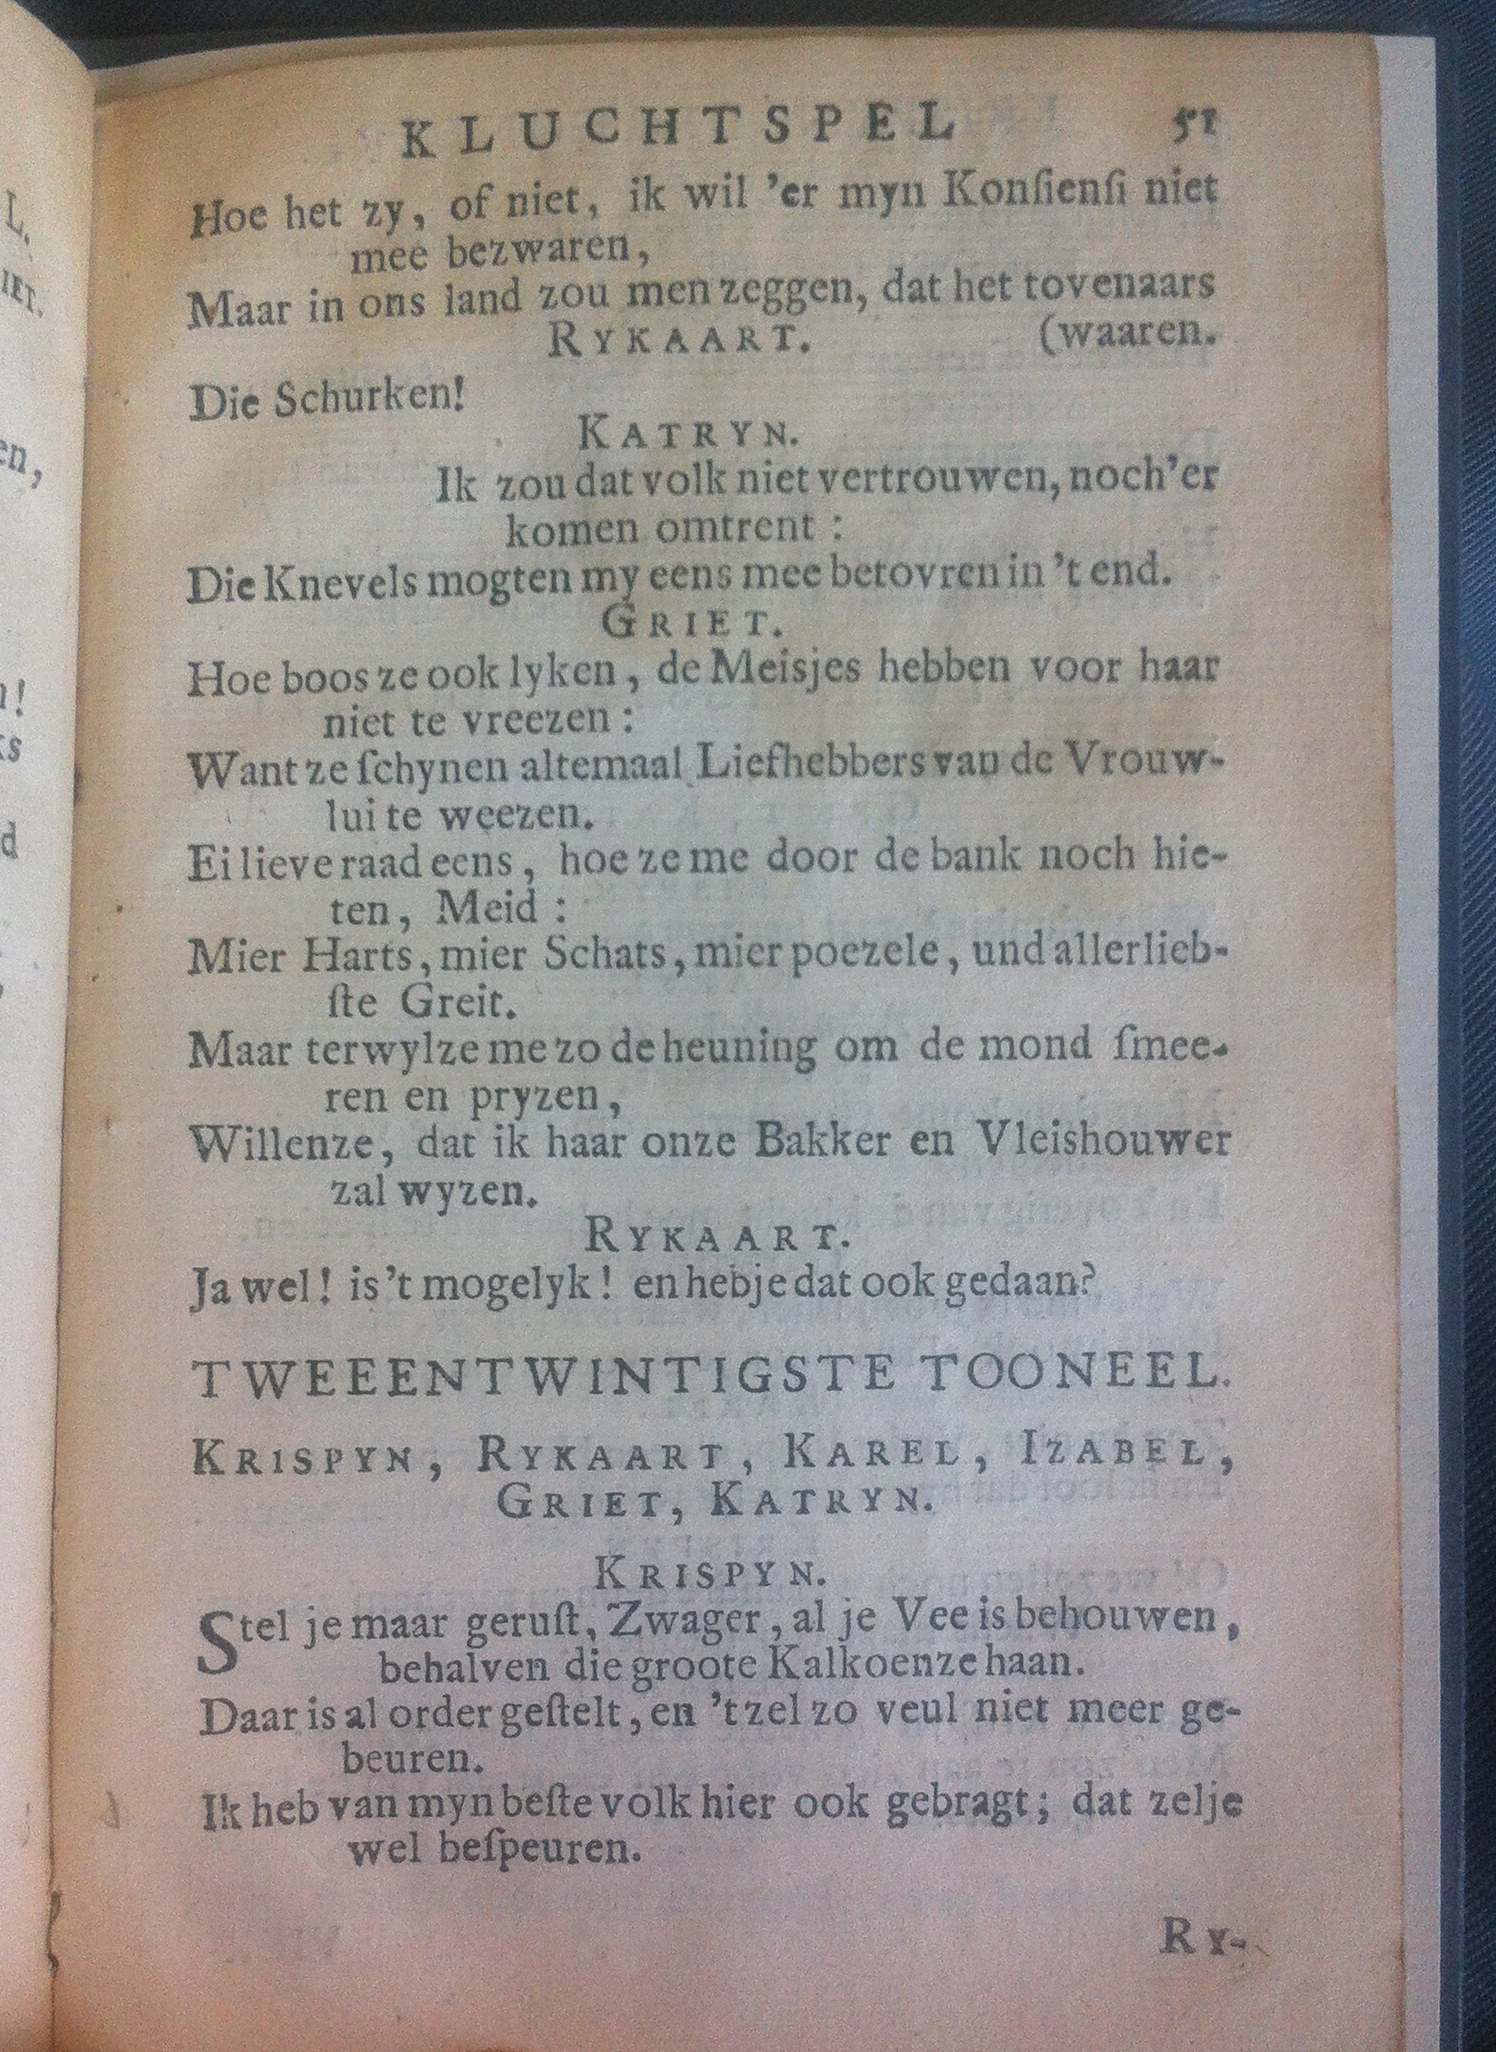 KLUCHTSPEL 51
Hoe het zy, of niet, ik wil 'er myn Konſienſi niet
mee bezwaren,
Maar in ons land zou men zeggen, dat het tovenaars
RYKAART. (waaren.
Die Schurken!
KATRYN.
Ik zou dat volk niet vertrouwen, noch 'er
komen omtrent:
Die Knevels mogten my eens mee betovren in 't end.
GRIET.
Hoe boos ze ook lyken, de Meisjes hebben voor haar
niet te vreezen:
Want ze ſchynen altemaal Liefhebbers van de Vrouw-
lui te weezen.
Ei lieve raad eens, hoe ze me door de bank noch hie-
ten, Meid:
Mier Harts, mier Schats, mier poezele, und allerlieb-
ſte Greit.
Maar terwylze me zo de heuning om de mond ſmee-
ren en pryzen,
Willenze, dat ik haar onze Bakker en Vleishouwer
zal wyzen.
RYKAART.
Ja wel! is 't mogelyk! en hebje dat ook gedaan?
TWEEENTWINTIGSTE TOONEEL.
KRISPYN, RYKAART, KAREL, IZABEL,
GRIET, KATRYN.
KRISPYN.
Stel je maar geruſt, Zwager, al je Vee is behouwen,
behalven die groote Kalkoenze haan.
Daar is al order geſtelt, en 't zel zo veul niet meer ge-
beuren.
Ik heb van myn beſte volk hier ook gebragt; dat zelje
wel beſpeuren.
RY-